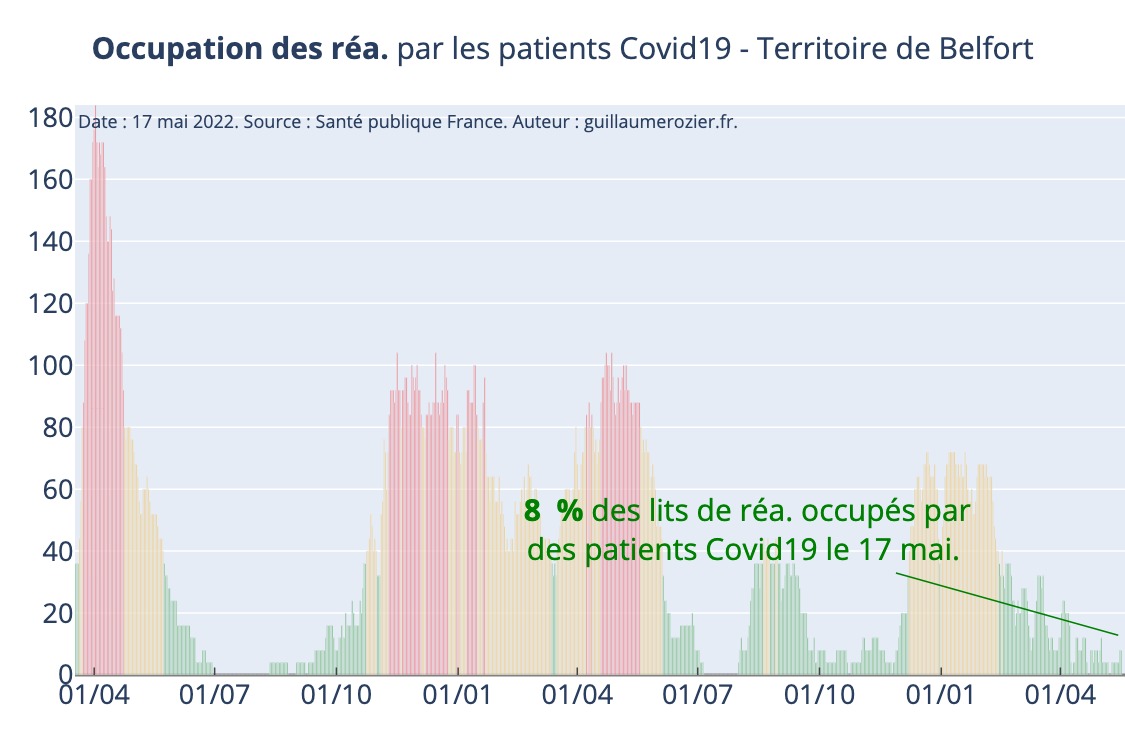 Occupation des réa. par les patients Covid19 - Territoire de Belfort
180
Date : 17 mai 2022. Source : Santé publique France. Auteur : guillaumerozier.fr.
160
140
120
100
80
60
8 % des lits de réa. occupés par
des patients Covid19 le 17 mai.
40
20
0
01/04 01/07 01/10 01/01 01/04 01/07 01/10 01/01 01/04